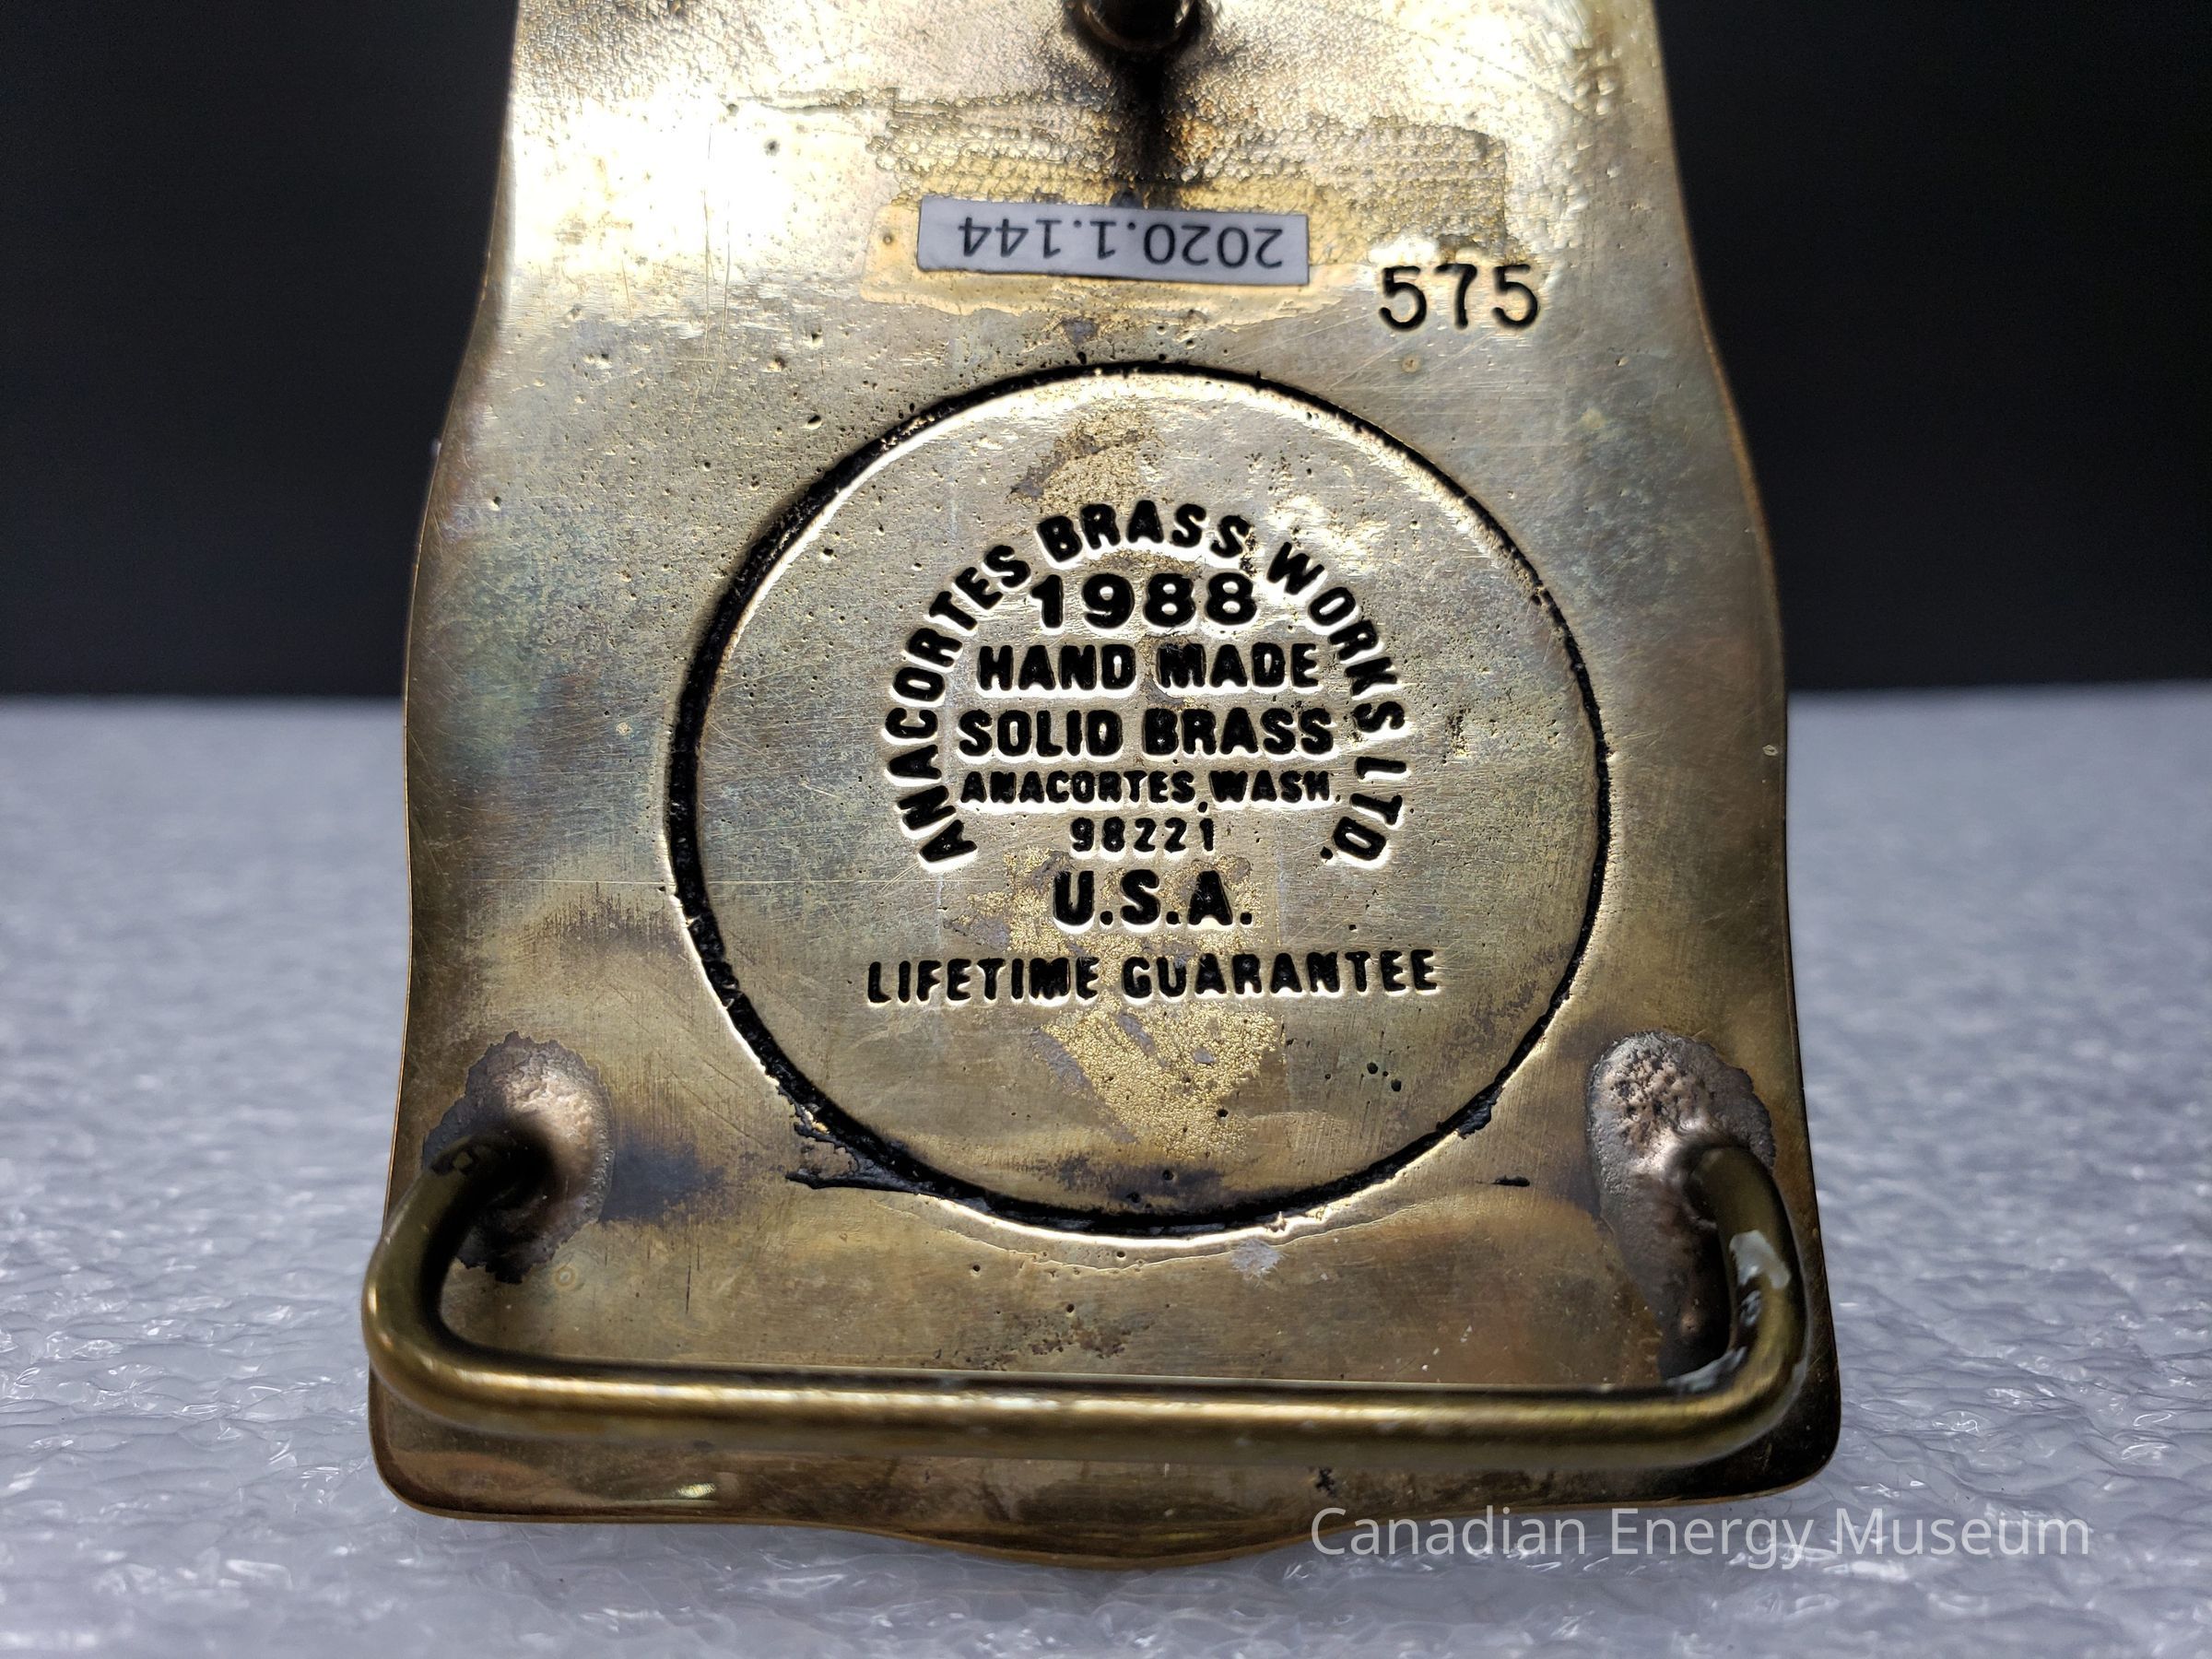 2020.1.144
575
ANACORTES BRASS WORKS LTD.
1988
HAND MADE
SOLID BRASS
ANACORTES, WASH.
98221
U.S.A.
LIFETIME GUARANTEE
Canadian Energy Museum